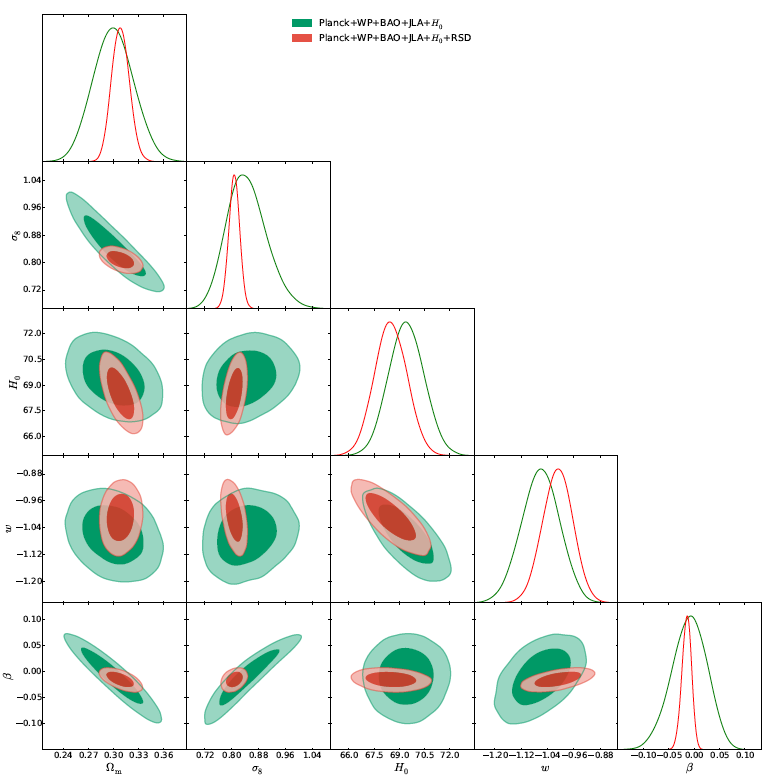 Planck+WP+BAO+JLA+H₀
Planck+WP+BAO+JLA+H₀+RSD
1.04
0.96
0.88
0.80
0.72
σ₈
72.0
70.5
69.0
67.5
66.0
H₀
−0.88
−0.96
−1.04
−1.12
−1.20
w
0.10
0.05
0.00
−0.05
−0.10
β
0.24 0.27 0.30 0.33 0.36 0.72 0.80 0.88 0.96 1.04 66.0 67.5 69.0 70.5 72.0 −1.20 −1.12 −1.04 −0.96 −0.88 −0.10 −0.05 0.00 0.05 0.10
Ωₘ σ₈ H₀ w β